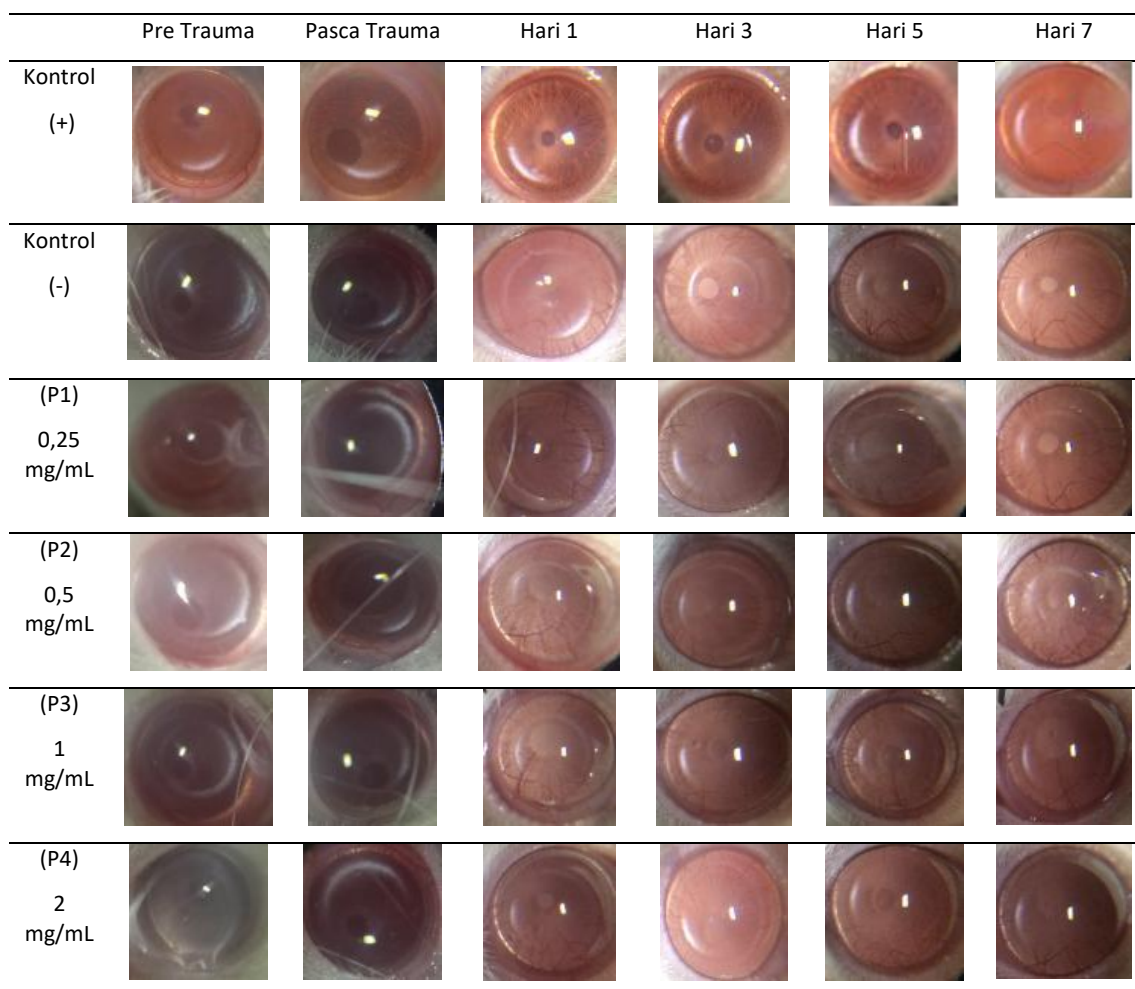 Pre Trauma Pasca Trauma Hari 1 Hari 3 Hari 5 Hari 7
Kontrol
(+)
Kontrol
(-)
(P1)
0,25
mg/mL
(P2)
0,5
mg/mL
(P3)
1
mg/mL
(P4)
2
mg/mL